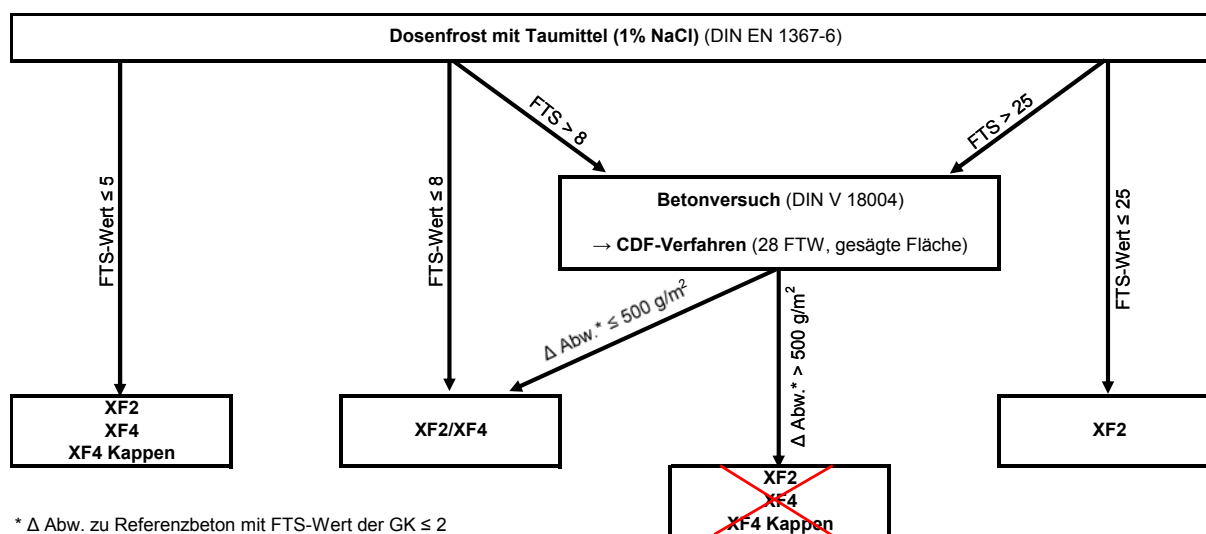 Dosenfrost mit Taumittel (1% NaCl) (DIN EN 1367-6)
FTS-Wert ≤ 5
FTS-Wert ≤ 8
FTS > 8
FTS > 25
FTS-Wert ≤ 25
Betonversuch (DIN V 18004)
→ CDF-Verfahren (28 FTW, gesägte Fläche)
Δ Abw.* ≤ 500 g/m²
Δ Abw.* > 500 g/m²
XF2
XF4
XF4 Kappen
XF2/XF4
XF2
XF2
XF4
XF4 Kappen
* Δ Abw. zu Referenzbeton mit FTS-Wert der GK ≤ 2